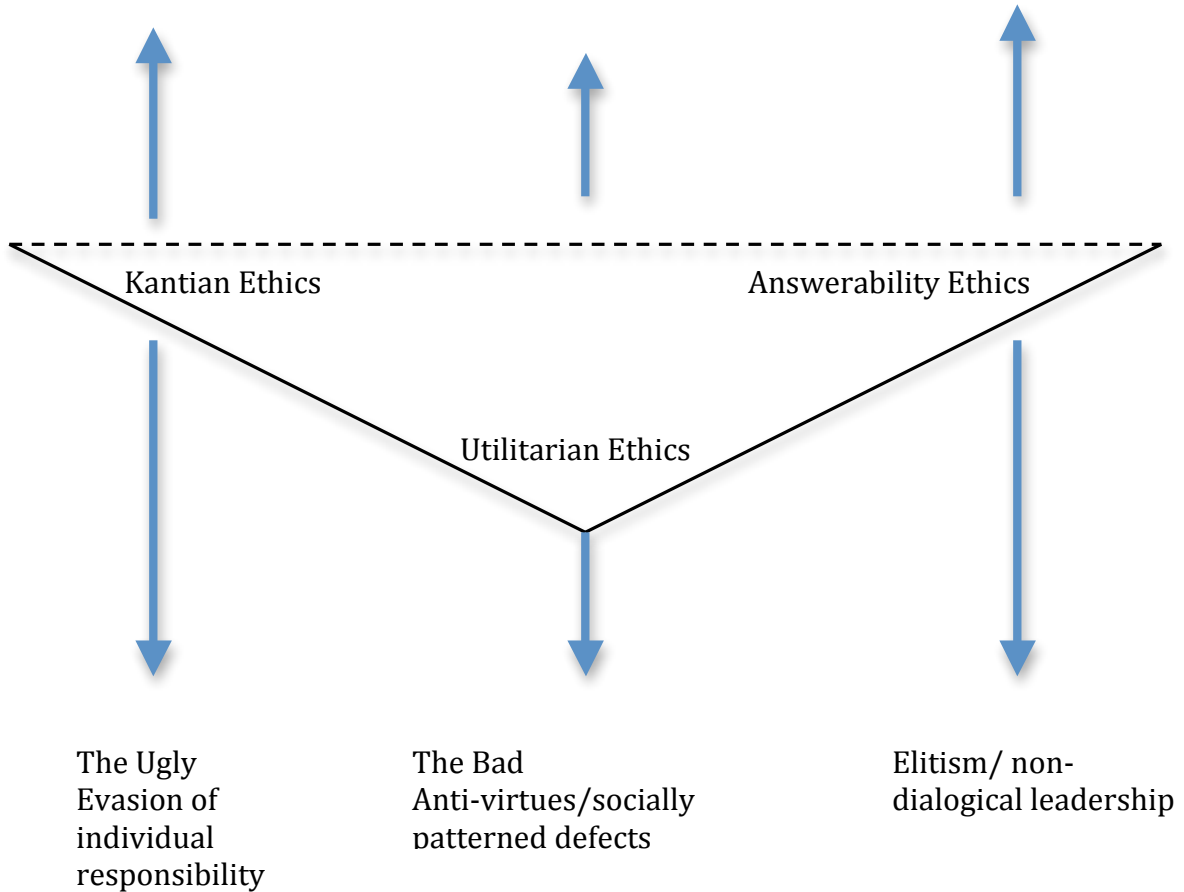 Kantian Ethics
Answerability Ethics
Utilitarian Ethics
The Ugly
Evasion of
individual
responsibility
The Bad
Anti-virtues/socially
patterned defects
Elitism/ non-
dialogical leadership